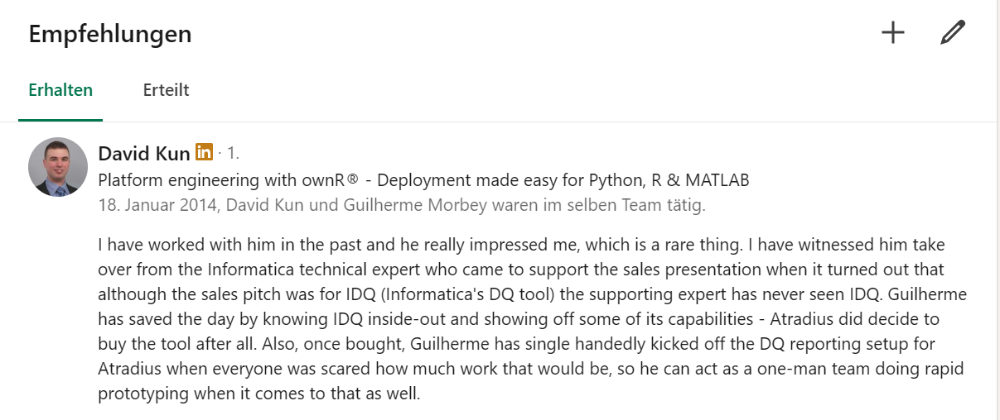 Empfehlungen
Erhalten
Erteilt
David Kun in · 1.
Platform engineering with ownR® - Deployment made easy for Python, R & MATLAB
18. Januar 2014, David Kun und Guilherme Morbey waren im selben Team tätig.
I have worked with him in the past and he really impressed me, which is a rare thing. I have witnessed him take
over from the Informatica technical expert who came to support the sales presentation when it turned out that
although the sales pitch was for IDQ (Informatica's DQ tool) the supporting expert has never seen IDQ. Guilherme
has saved the day by knowing IDQ inside-out and showing off some of its capabilities - Atradius did decide to
buy the tool after all. Also, once bought, Guilherme has single handedly kicked off the DQ reporting setup for
Atradius when everyone was scared how much work that would be, so he can act as a one-man team doing rapid
prototyping when it comes to that as well.